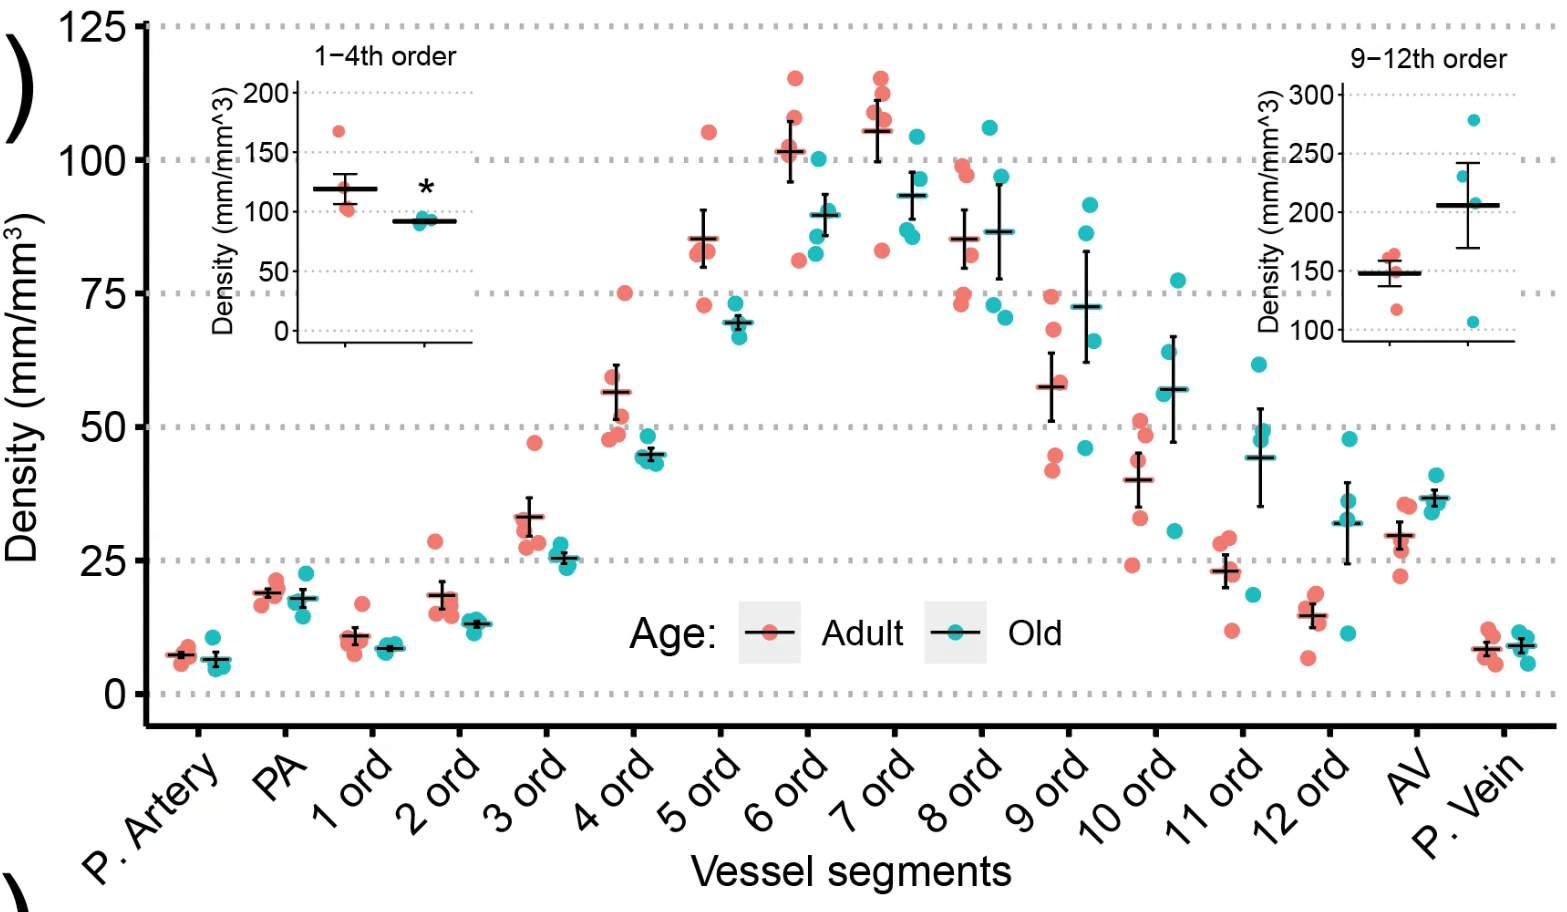 )
125
100
75
50
25
0
Density (mm/mm³)
1−4th order
200
150
100
50
0
Density (mm/mm^3)
*
9−12th order
300
250
200
150
100
Density (mm/mm^3)
Age: Adult Old
P. Artery
PA
1 ord
2 ord
3 ord
4 ord
5 ord
6 ord
7 ord
8 ord
9 ord
10 ord
11 ord
12 ord
AV
P. Vein
Vessel segments
)